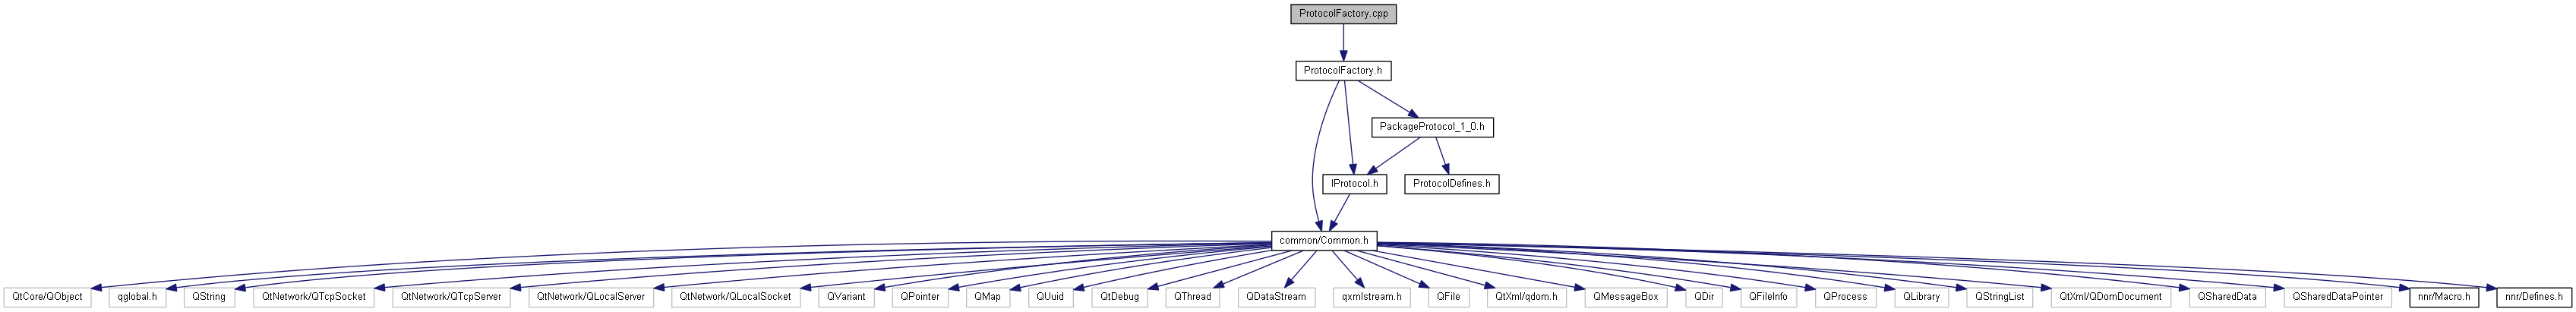 ProtocolFactory.cpp
ProtocolFactory.h
PackageProtocol_1_0.h
IProtocol.h
ProtocolDefines.h
common/Common.h
QtCore/QObject
qglobal.h
QString
QtNetwork/QTcpSocket
QtNetwork/QTcpServer
QtNetwork/QLocalServer
QtNetwork/QLocalSocket
QVariant
QPointer
QMap
QUuid
QtDebug
QThread
QDataStream
qxmlstream.h
QFile
QtXml/qdom.h
QMessageBox
QDir
QFileInfo
QProcess
QLibrary
QStringList
QtXml/QDomDocument
QSharedData
QSharedDataPointer
nnr/Macro.h
nnr/Defines.h